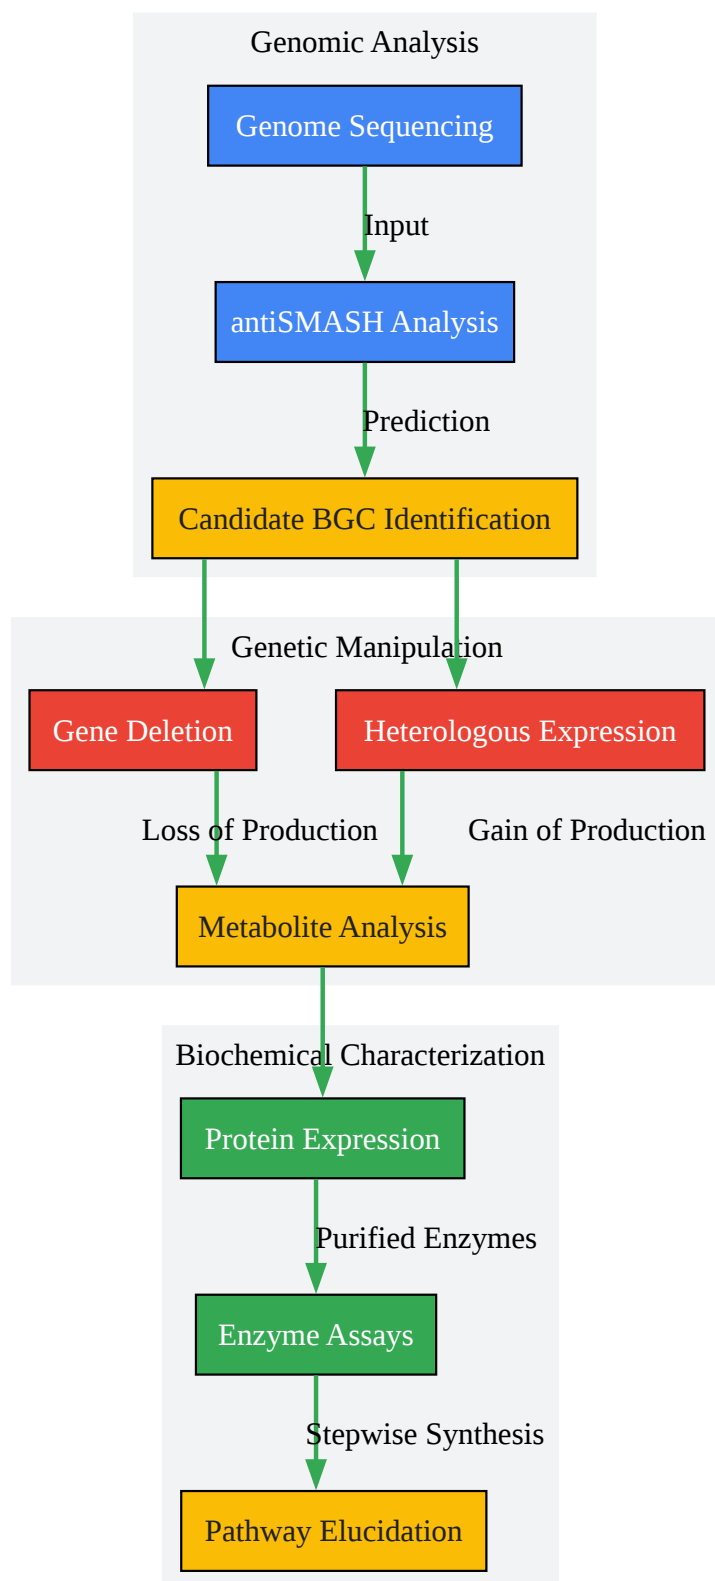 Genomic Analysis
Genome Sequencing
Input
antiSMASH Analysis
Prediction
Candidate BGC Identification
Genetic Manipulation
Gene Deletion
Heterologous Expression
Loss of Production
Gain of Production
Metabolite Analysis
Biochemical Characterization
Protein Expression
Purified Enzymes
Enzyme Assays
Stepwise Synthesis
Pathway Elucidation